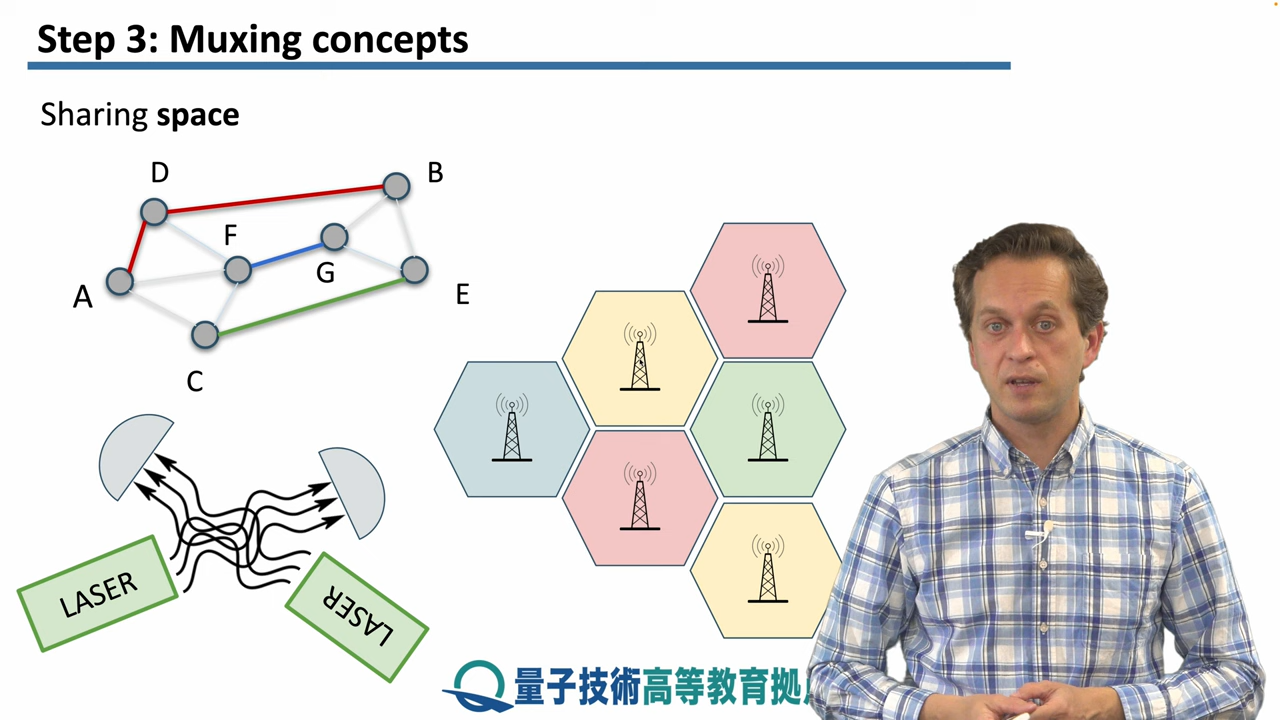 Step 3: Muxing concepts
Sharing space
D
B
F
G
A
E
C
LASER
LASER
量子技術高等教育拠